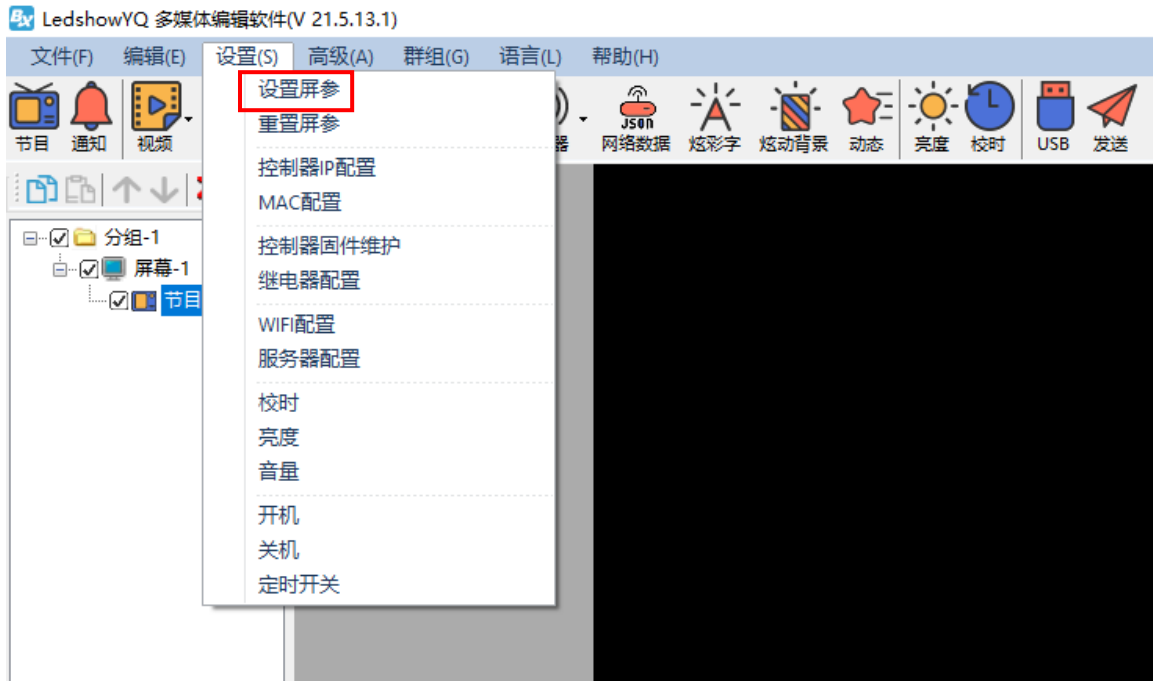 BX LedshowYQ 多媒体编辑软件(V 21.5.13.1)
文件(F) 编辑(E) 设置(S) 高级(A) 群组(G) 语言(L) 帮助(H)
设置屏参
重置屏参
控制器IP配置
MAC配置
控制器固件维护
继电器配置
WIFI配置
服务器配置
校时
亮度
音量
开机
关机
定时开关
节目 通知 视频 器 JSON 网络数据 炫彩字 炫动背景 动态 亮度 校时 USB 发送
分组-1
屏幕-1
节目